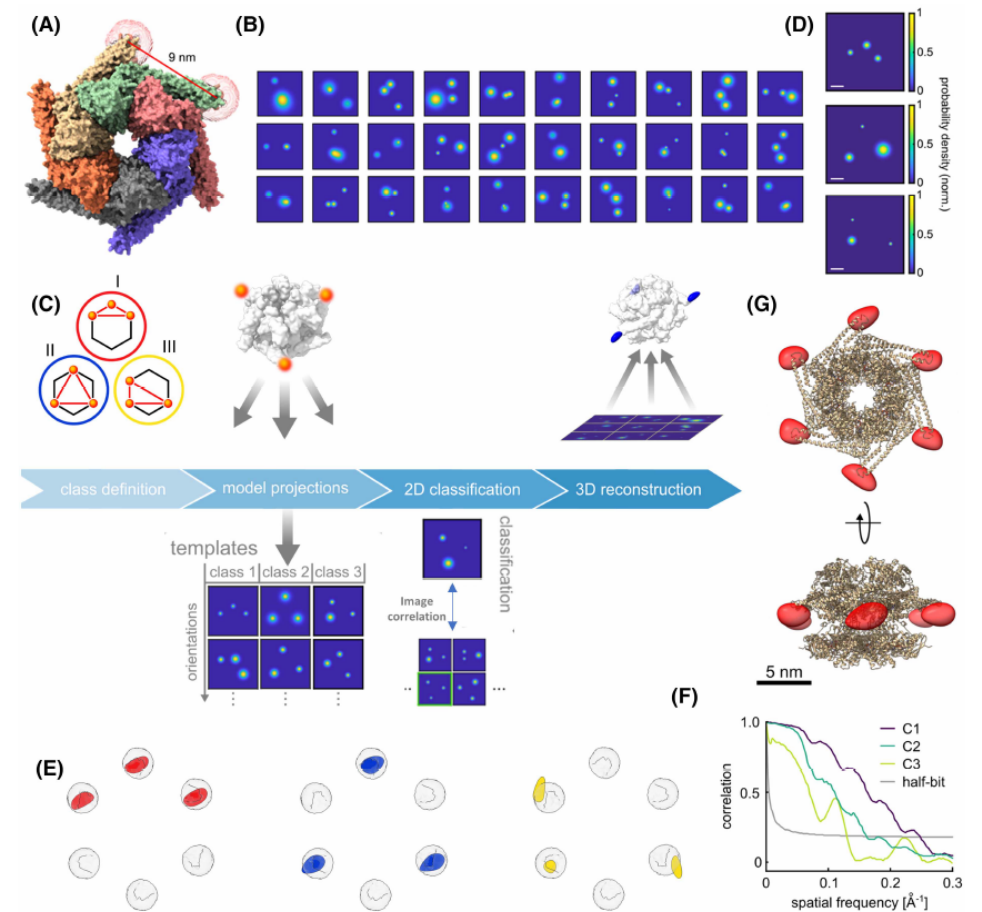 (A)
9 nm
(B)
(D)
1
0.5
0
1
0.5
0
1
0.5
0
probability density (norm.)
(C)
I
II
III
(G)
class definition
model projections
2D classification
3D reconstruction
templates
class 1
class 2
class 3
orientations
classification
Image
correlation
5 nm
(E)
(F)
1.0
0.5
0
correlation
C1
C2
C3
half-bit
0
0.1
0.2
0.3
spatial frequency [Å-1]